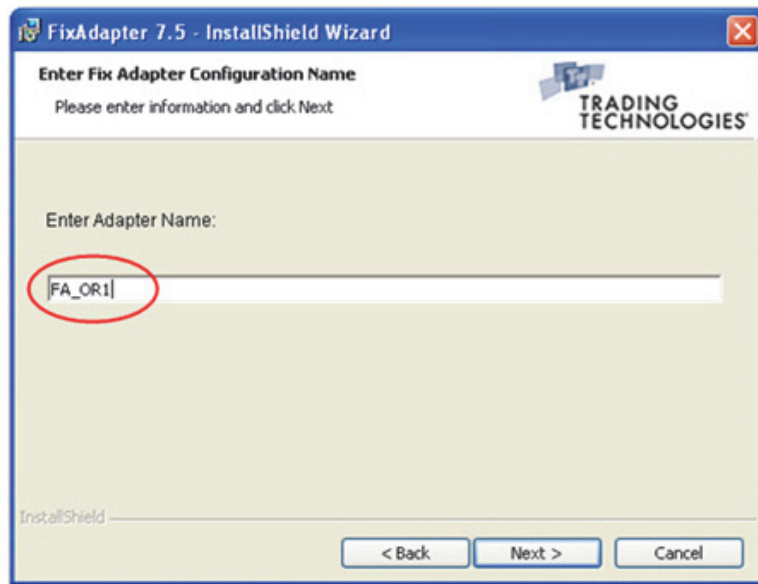 FixAdapter 7.5 - InstallShield Wizard
Enter Fix Adapter Configuration Name
Please enter information and click Next
TT
TRADING
TECHNOLOGIES®
Enter Adapter Name:
FA_OR1
InstallShield
< Back
Next >
Cancel